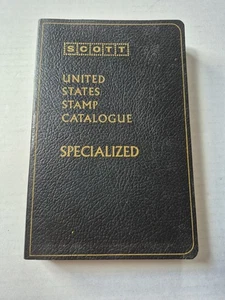 SCOTT
UNITED
STATES
STAMP
CATALOGUE
SPECIALIZED